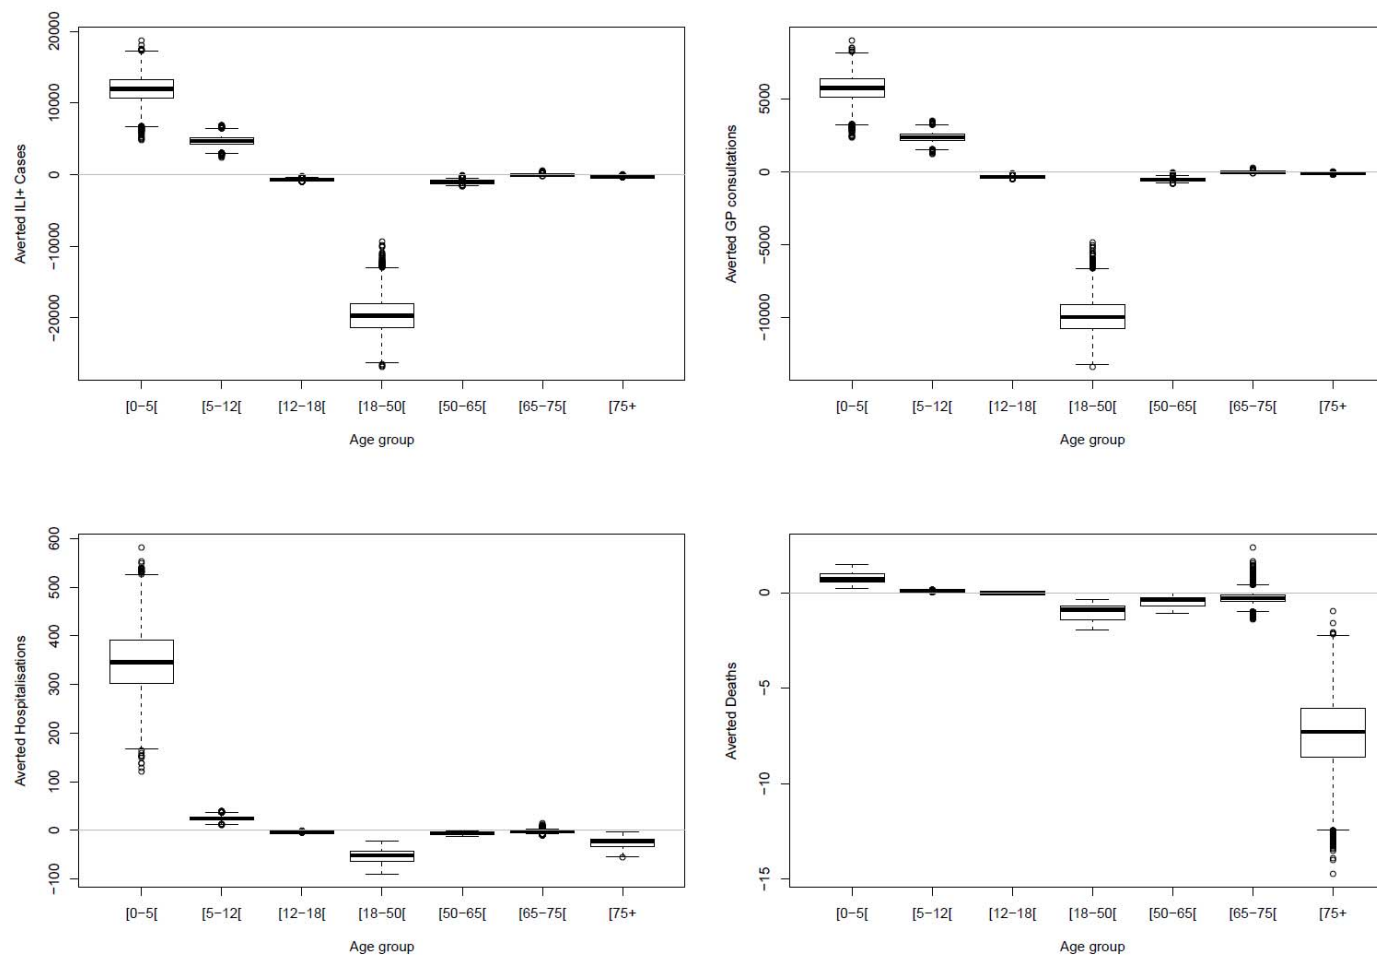 Averted ILI+ Cases
20000
10000
0
−10000
−20000
[0−5[ [5−12[ [12−18[ [18−50[ [50−65[ [65−75[ [75+
Age group
Averted GP consultations
5000
0
−5000
−10000
[0−5[ [5−12[ [12−18[ [18−50[ [50−65[ [65−75[ [75+
Age group
Averted Hospitalisations
600
500
400
300
200
100
0
−100
[0−5[ [5−12[ [12−18[ [18−50[ [50−65[ [65−75[ [75+
Age group
Averted Deaths
0
−5
−10
−15
[0−5[ [5−12[ [12−18[ [18−50[ [50−65[ [65−75[ [75+
Age group